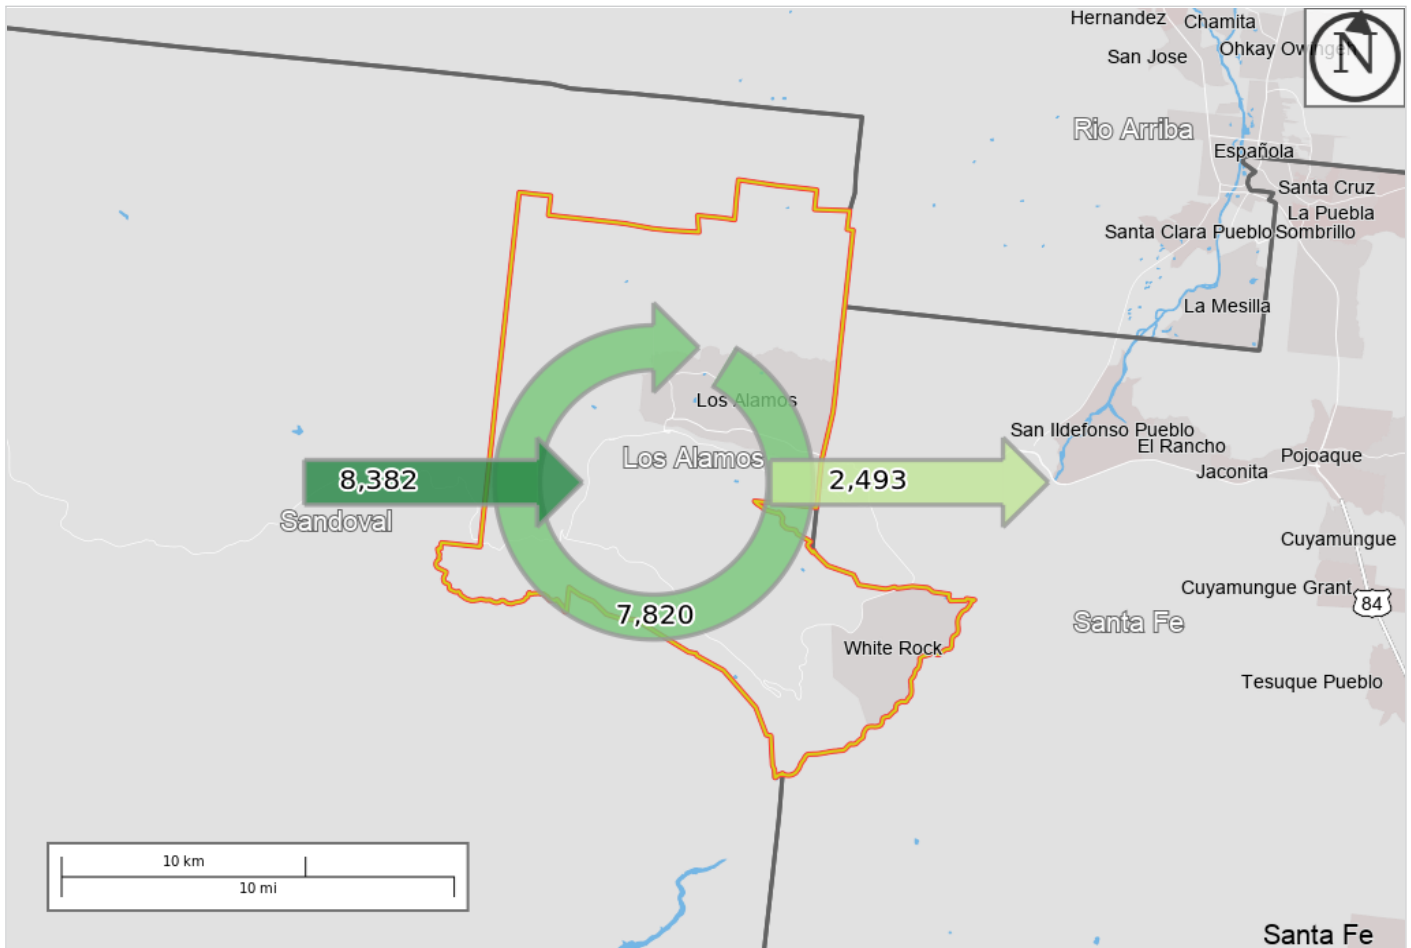 Hernandez
Chamita
Ohkay Owingeh
San Jose
N
Rio Arriba
Española
Santa Cruz
La Puebla
Santa Clara Pueblo
Sombrillo
La Mesilla
Los Alamos
San Ildefonso Pueblo
El Rancho
Los Alamos
Pojoaque
Jaconita
8,382
2,493
Sandoval
Cuyamungue
Cuyamungue Grant
84
7,820
Santa Fe
White Rock
Tesuque Pueblo
10 km
10 mi
Santa Fe